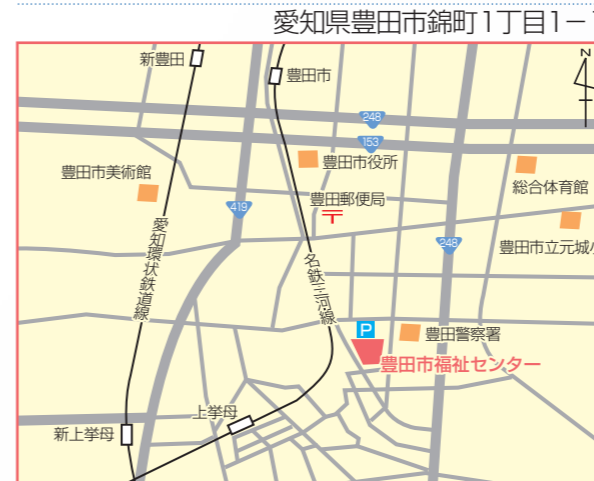 愛知県豊田市錦町1丁目1−1
N
新豊田
豊田市
248
153
豊田市役所
豊田市美術館
総合体育館
豊田郵便局
419
248
豊田市立元城小
愛知環状鉄道線
名鉄三河線
P
豊田警察署
豊田市福祉センター
上挙母
新上挙母